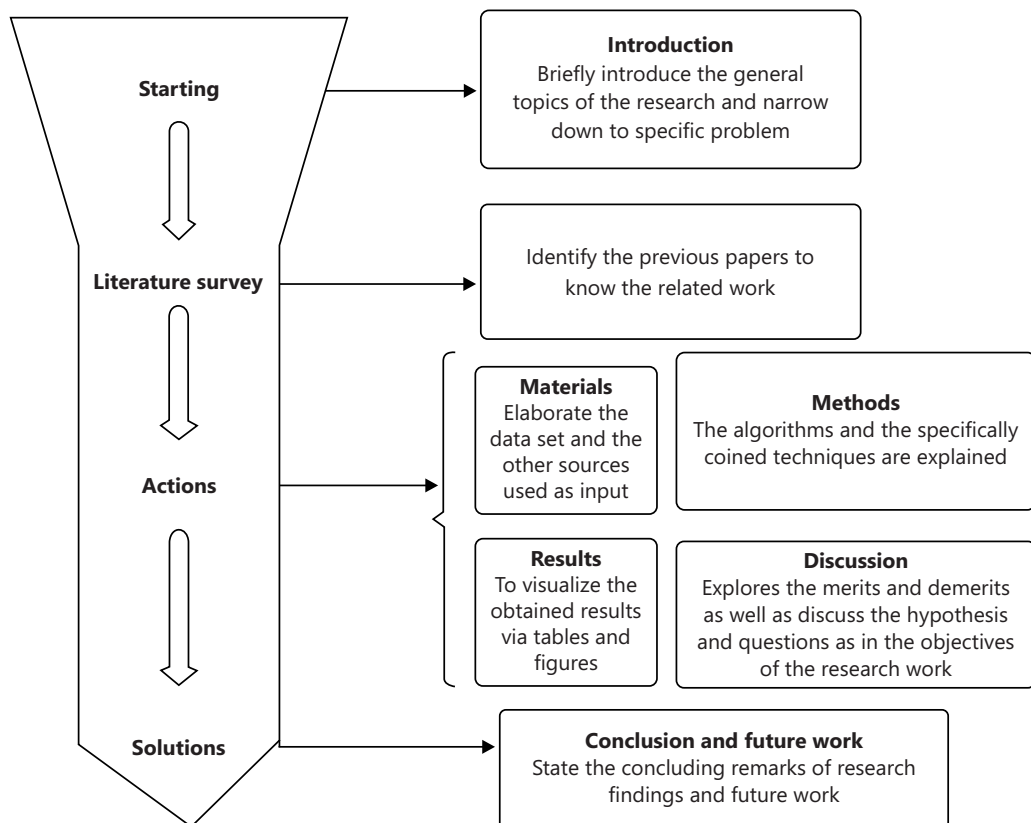 Starting
Introduction
Briefly introduce the general
topics of the research and narrow
down to specific problem
Literature survey
Identify the previous papers to
know the related work
Actions
Materials
Elaborate the
data set and the
other sources
used as input
Methods
The algorithms and the specifically
coined techniques are explained
Results
To visualize the
obtained results
via tables and
figures
Discussion
Explores the merits and demerits
as well as discuss the hypothesis
and questions as in the objectives
of the research work
Solutions
Conclusion and future work
State the concluding remarks of research
findings and future work